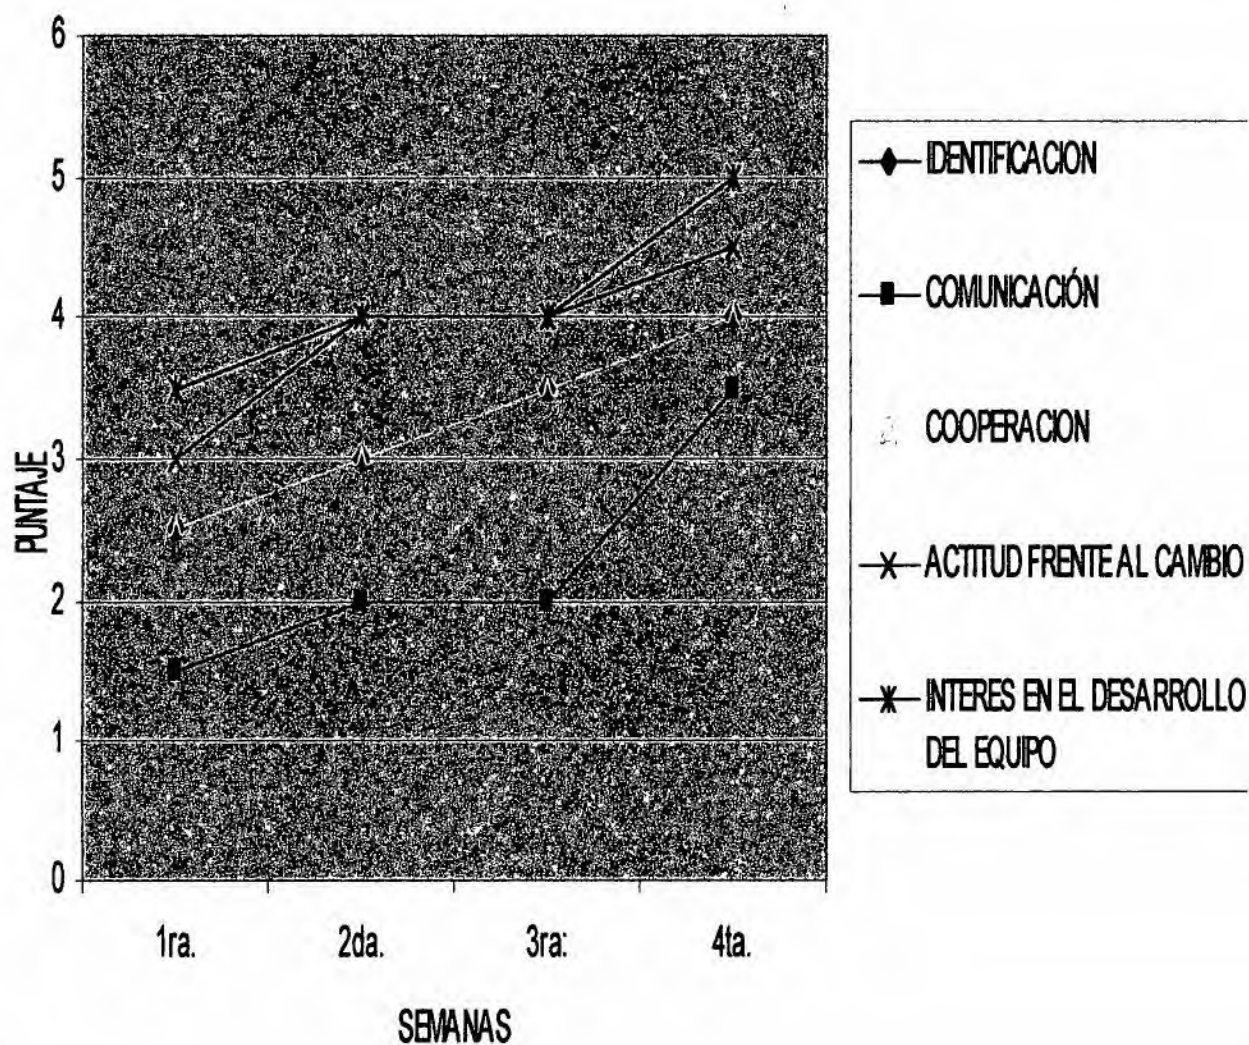 6
5
4
3
2
1
0
PUNTAJE
1ra.
2da.
3ra:
4ta.
SEMANAS
IDENTIFICACION
COMUNICACIÓN
COOPERACION
ACTITUD FRENTE AL CAMBIO
INTERES EN EL DESARROLLO
DEL EQUIPO